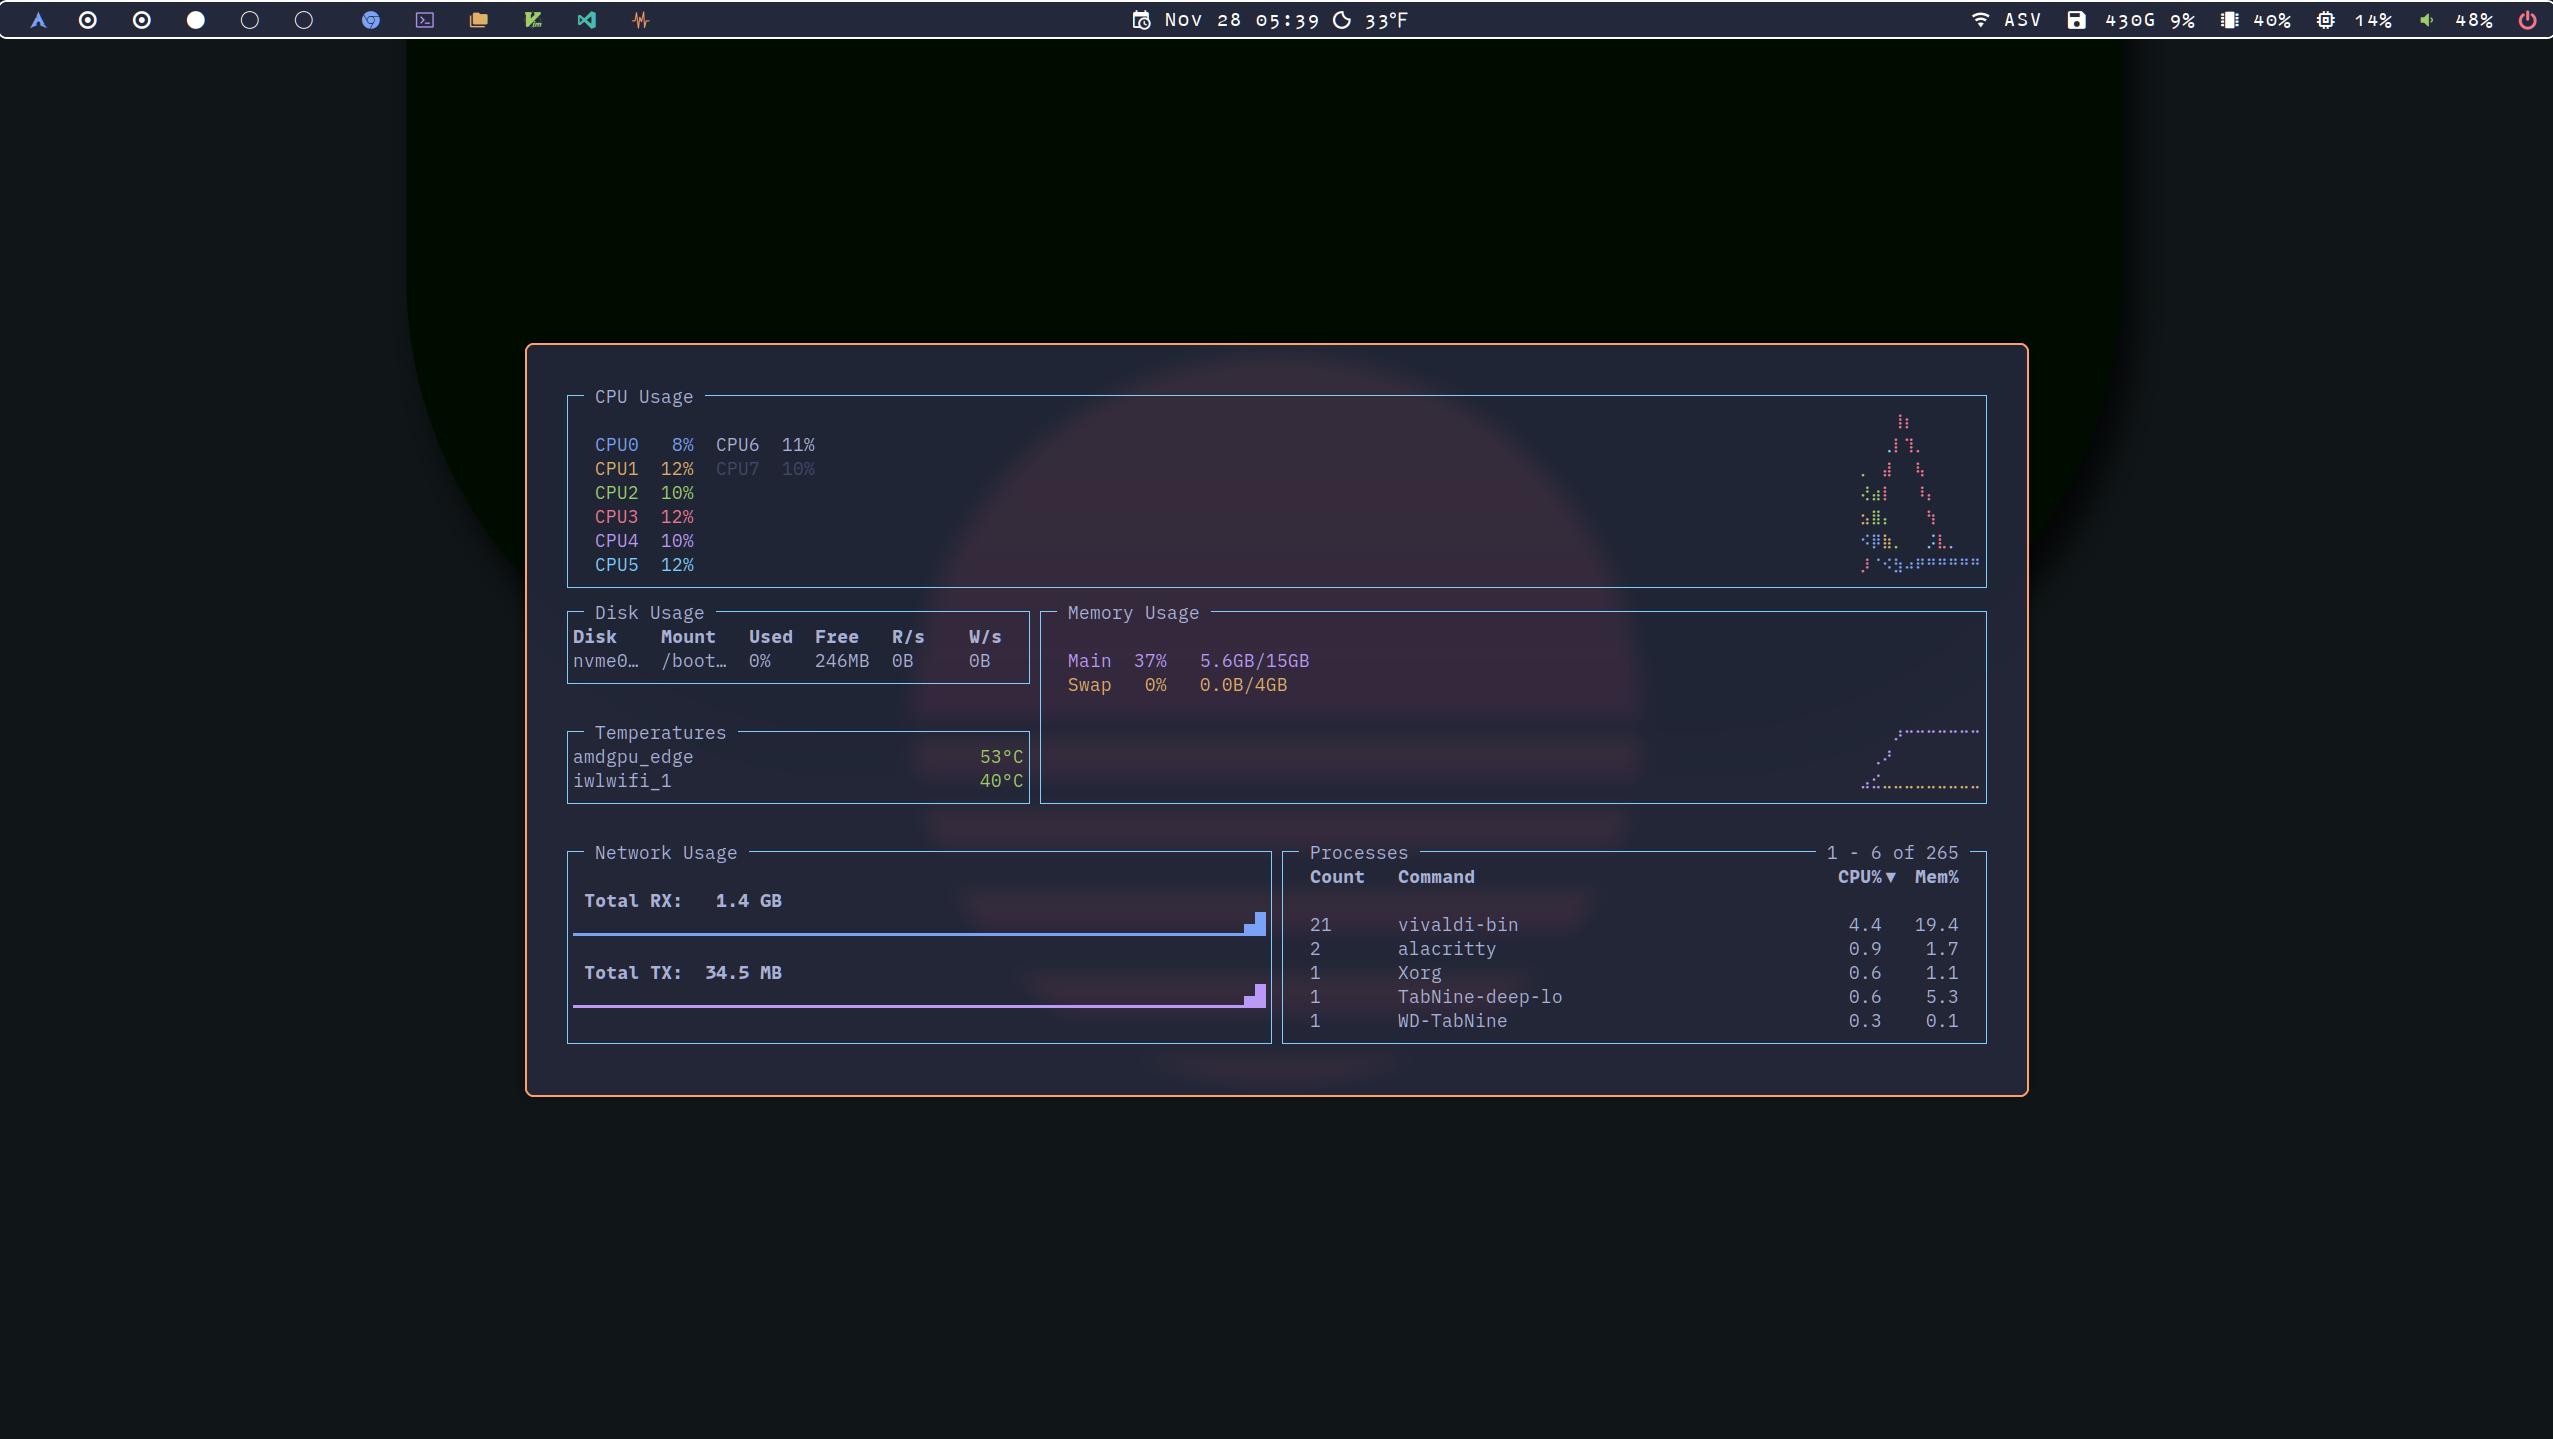 Nov 28 05:39 33°F ASV 430G 9% 40% 14% 48%
CPU Usage
CPU0 8% CPU6 11%
CPU1 12% CPU7 10%
CPU2 10%
CPU3 12%
CPU4 10%
CPU5 12%
Disk Usage
Disk Mount Used Free R/s W/s
nvme0… /boot… 0% 246MB 0B 0B
Memory Usage
Main 37% 5.6GB/15GB
Swap 0% 0.0B/4GB
Temperatures
amdgpu_edge 53°C
iwlwifi_1 40°C
Network Usage
Total RX: 1.4 GB
Total TX: 34.5 MB
Processes 1 - 6 of 265
Count Command CPU%▼ Mem%
21 vivaldi-bin 4.4 19.4
2 alacritty 0.9 1.7
1 Xorg 0.6 1.1
1 TabNine-deep-lo 0.6 5.3
1 WD-TabNine 0.3 0.1